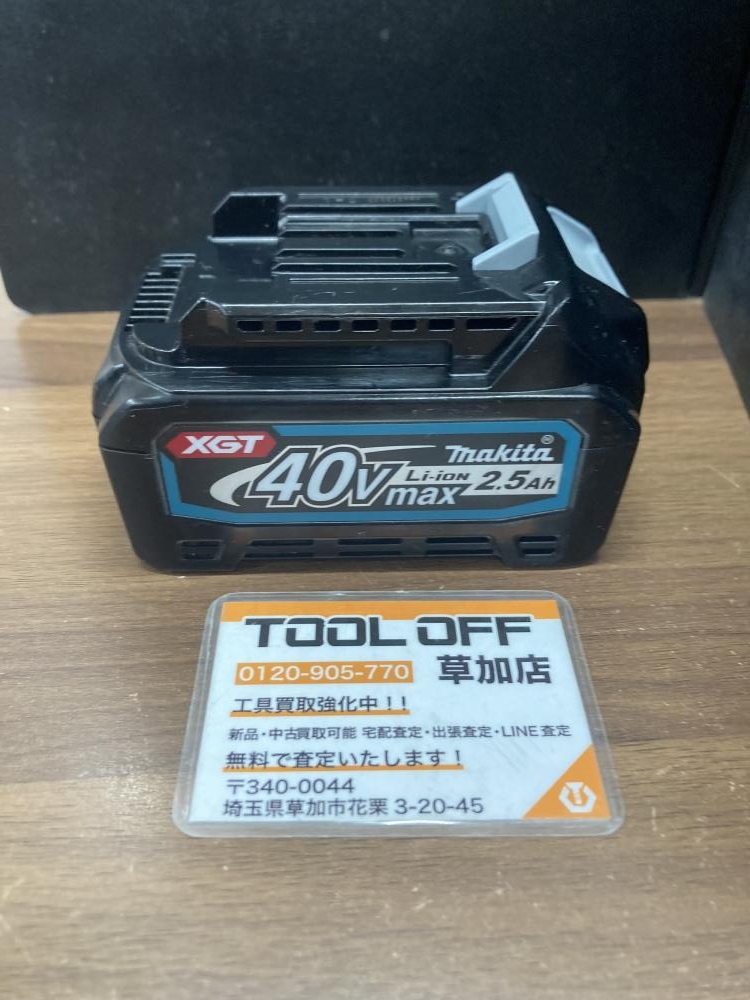 XGT
40Vmax
Li-ion
makita®
2.5Ah
TOOL OFF
0120-905-770 草加店
工具買取強化中!!
新品・中古買取可能 宅配査定・出張査定・LINE査定
無料で査定いたします!
〒340-0044
埼玉県草加市花栗 3-20-45